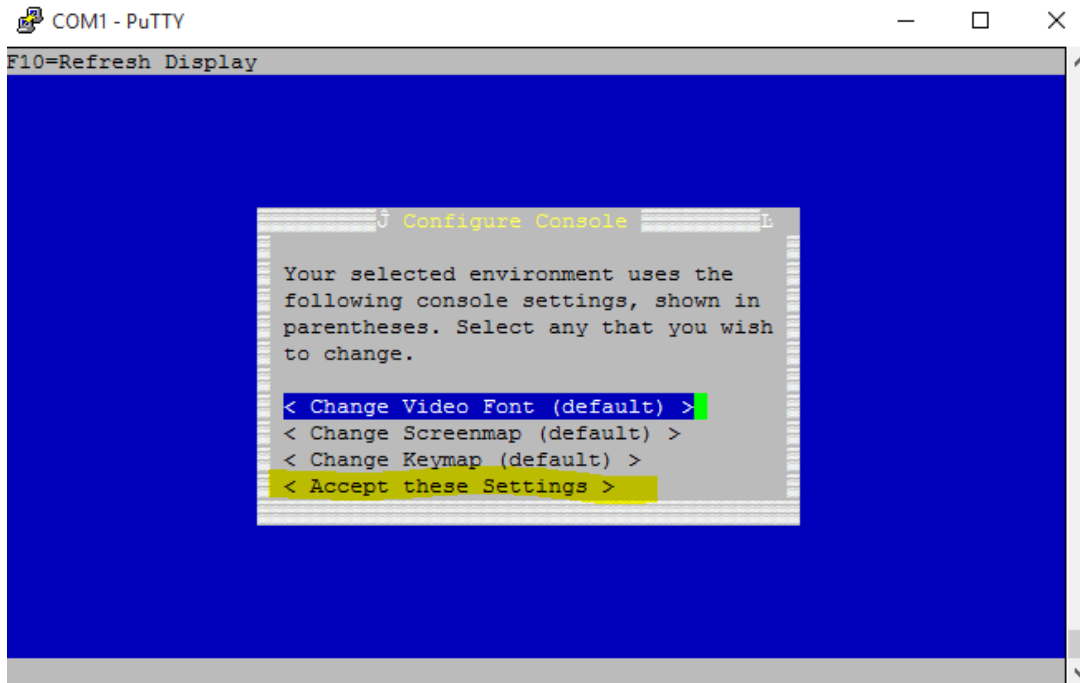 COM1 - PuTTY
F10=Refresh Display
Ĵ Configure Console Ŀ
Your selected environment uses the
following console settings, shown in
parentheses. Select any that you wish
to change.
< Change Video Font (default) >
< Change Screenmap (default) >
< Change Keymap (default) >
< Accept these Settings >